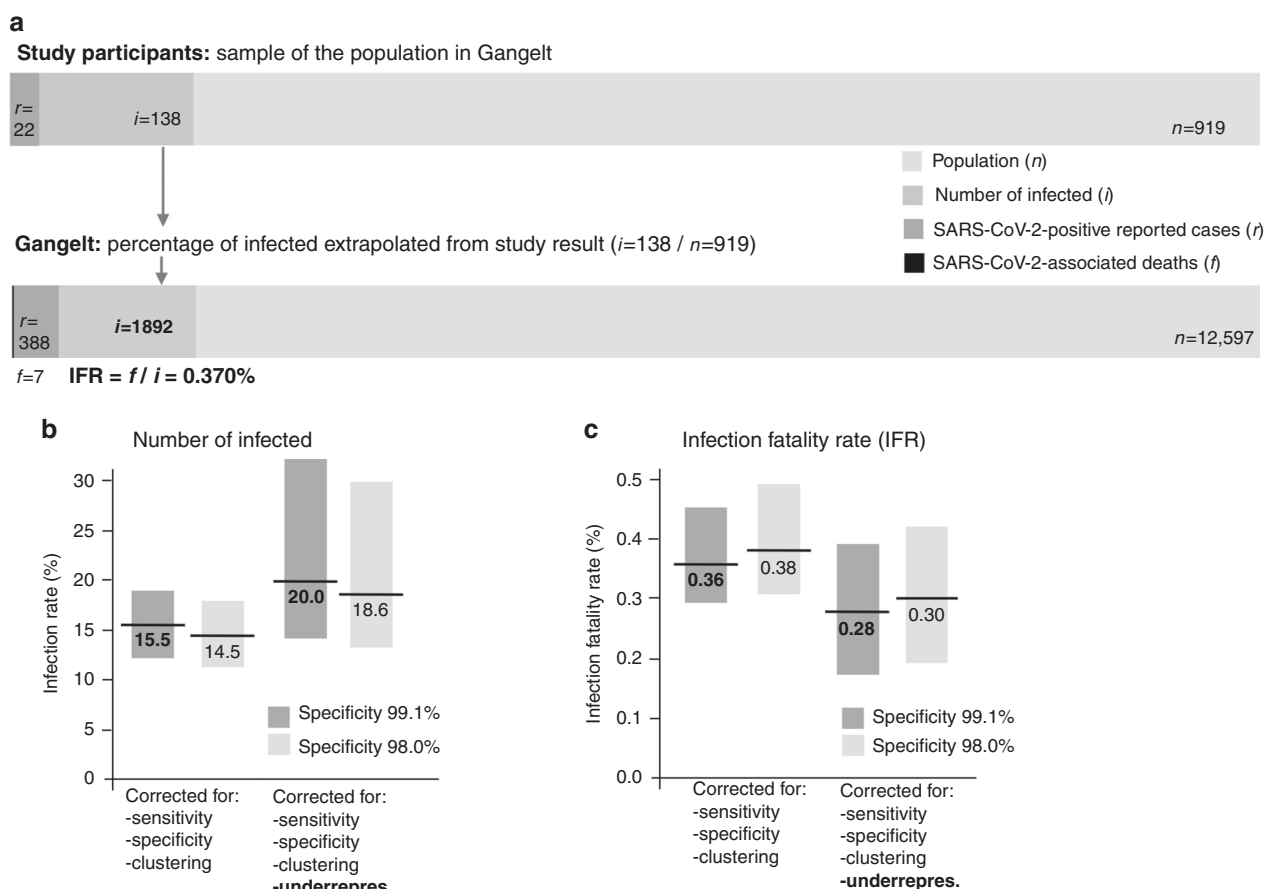 a
Study participants: sample of the population in Gangelt
r=
22
i=138
n=919
Population (n)
Number of infected (i)
SARS-CoV-2-positive reported cases (r)
SARS-CoV-2-associated deaths (f)
Gangelt: percentage of infected extrapolated from study result (i=138 / n=919)
r=
388
i=1892
n=12,597
f=7 IFR = f / i = 0.370%
b
Number of infected
Infection rate (%)
30
25
20
15
10
5
0
15.5
14.5
20.0
18.6
Specificity 99.1%
Specificity 98.0%
Corrected for:
-sensitivity
-specificity
-clustering
Corrected for:
-sensitivity
-specificity
-clustering
-underrepres.
c
Infection fatality rate (IFR)
Infection fatality rate (%)
0.5
0.4
0.3
0.2
0.1
0.0
0.36
0.38
0.28
0.30
Specificity 99.1%
Specificity 98.0%
Corrected for:
-sensitivity
-specificity
-clustering
Corrected for:
-sensitivity
-specificity
-clustering
-underrepres.